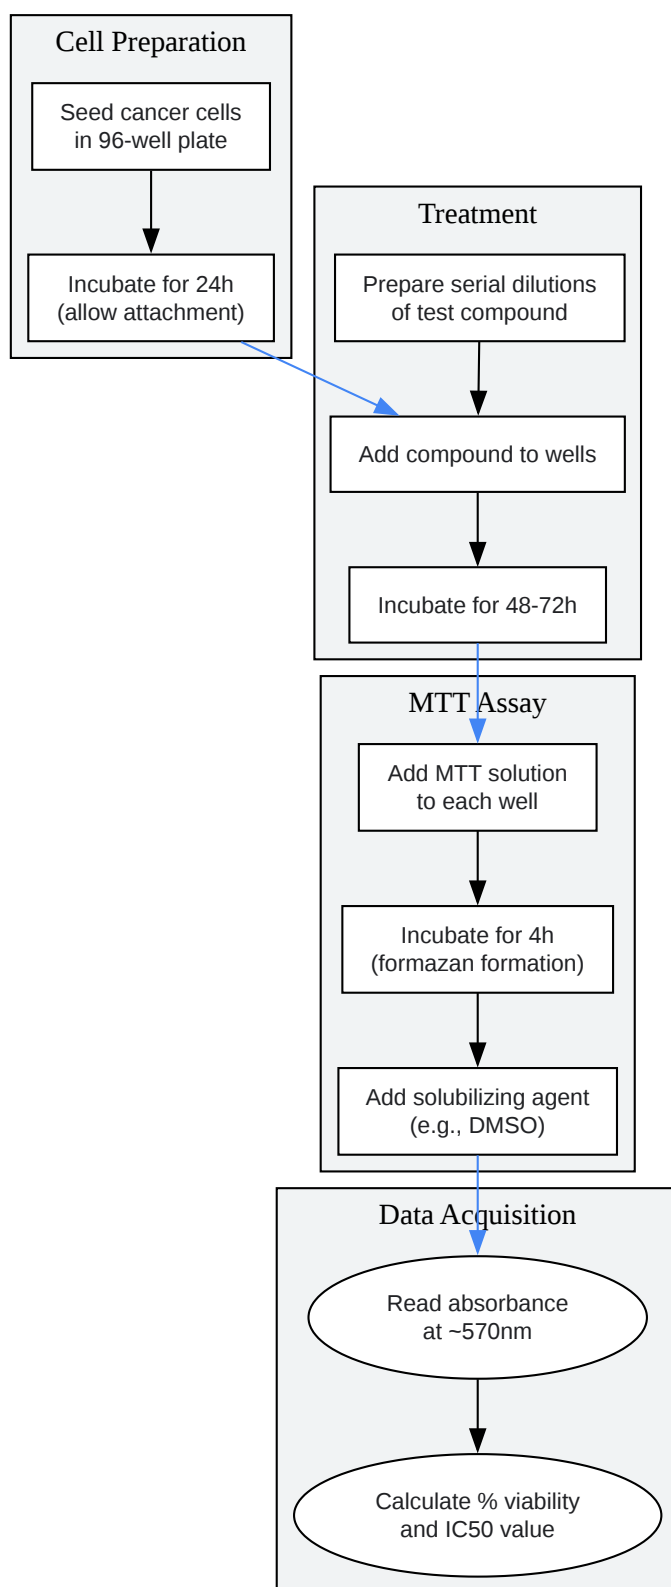 Cell Preparation
Seed cancer cells
in 96-well plate
Incubate for 24h
(allow attachment)
Treatment
Prepare serial dilutions
of test compound
Add compound to wells
Incubate for 48-72h
MTT Assay
Add MTT solution
to each well
Incubate for 4h
(formazan formation)
Add solubilizing agent
(e.g., DMSO)
Data Acquisition
Read absorbance
at ~570nm
Calculate % viability
and IC50 value